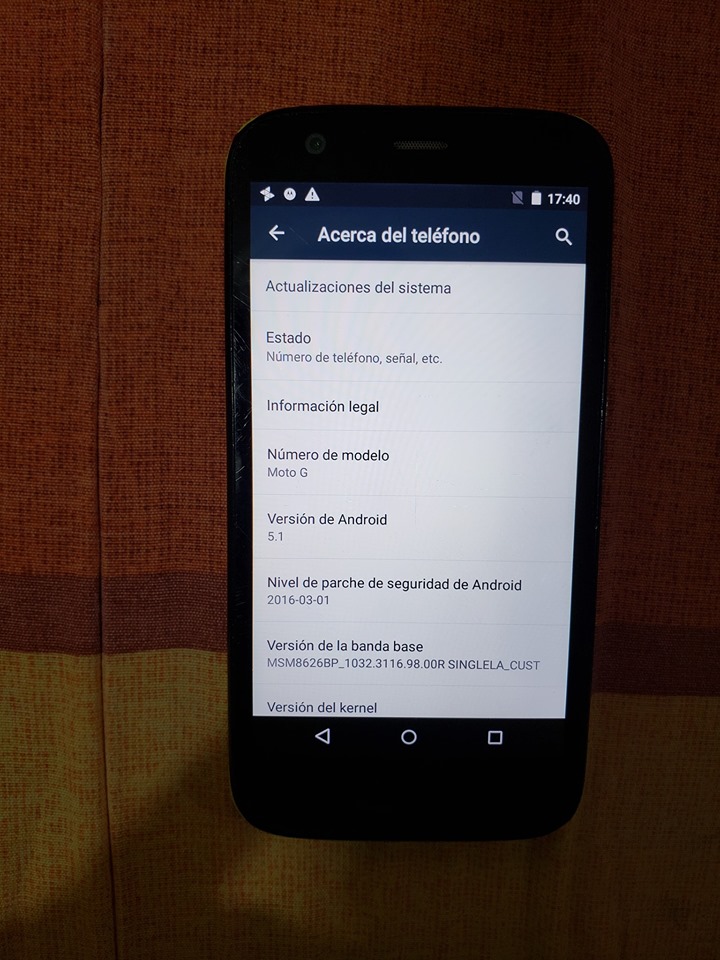 17:40
Acerca del teléfono
Actualizaciones del sistema
Estado
Número de teléfono, señal, etc.
Información legal
Número de modelo
Moto G
Versión de Android
5.1
Nivel de parche de seguridad de Android
2016-03-01
Versión de la banda base
MSM8626BP_1032.3116.98.00R SINGLELA_CUST
Versión del kernel